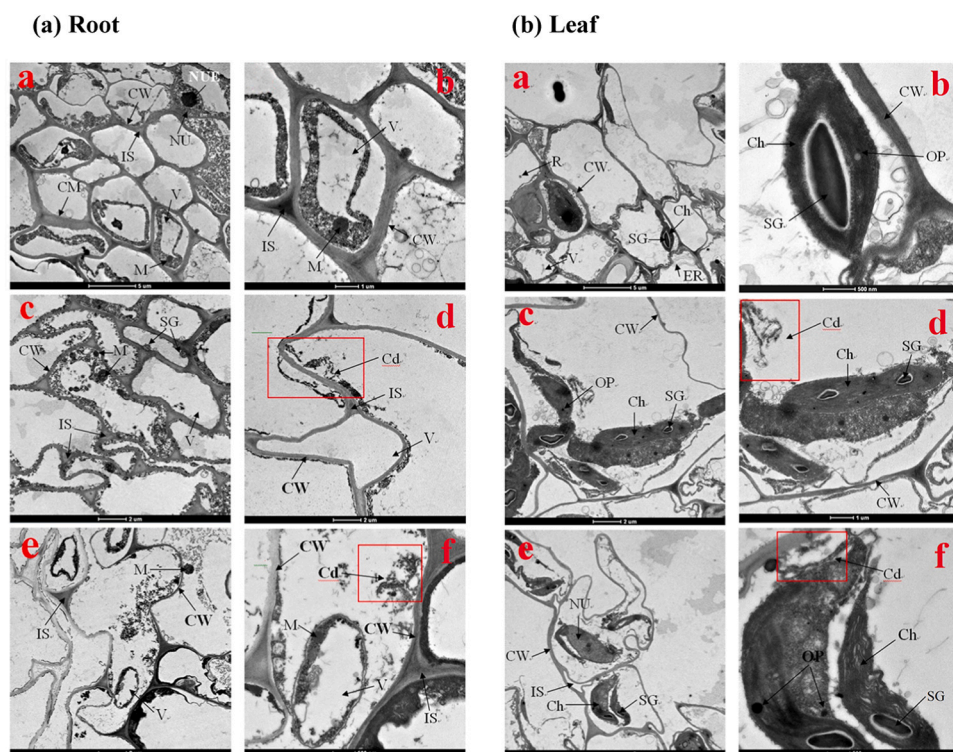 (a) Root
(b) Leaf
a
NUE
CW
IS
NU
CM
V
M
5 um
b
V
IS
M
CW
1 um
c
SG
M
CW
IS
V
2 um
d
Cd
IS
V
CW
2 um
e
M
CW
IS
V
f
CW
Cd
M
CW
V
IS
a
R
CW
Ch
SG
V
ER
5 um
b
CW
Ch
OP
SG
500 nm
c
CW
OP
Ch
SG
2 um
d
Cd
SG
Ch
CW
1 um
e
NU
CW
IS
Ch
SG
f
Cd
Ch
OP
SG